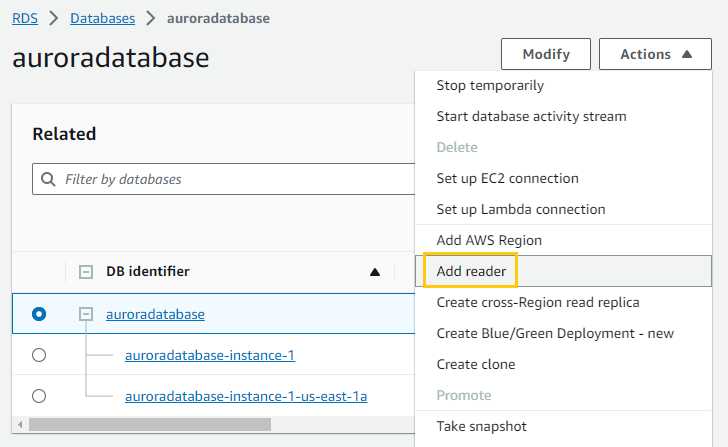 RDS > Databases > auroradatabase
auroradatabase
Modify
Actions
Stop temporarily
Start database activity stream
Delete
Set up EC2 connection
Set up Lambda connection
Add AWS Region
Add reader
Create cross-Region read replica
Create Blue/Green Deployment - new
Create clone
Promote
Take snapshot
Related
Filter by databases
DB identifier
auroradatabase
auroradatabase-instance-1
auroradatabase-instance-1-us-east-1a